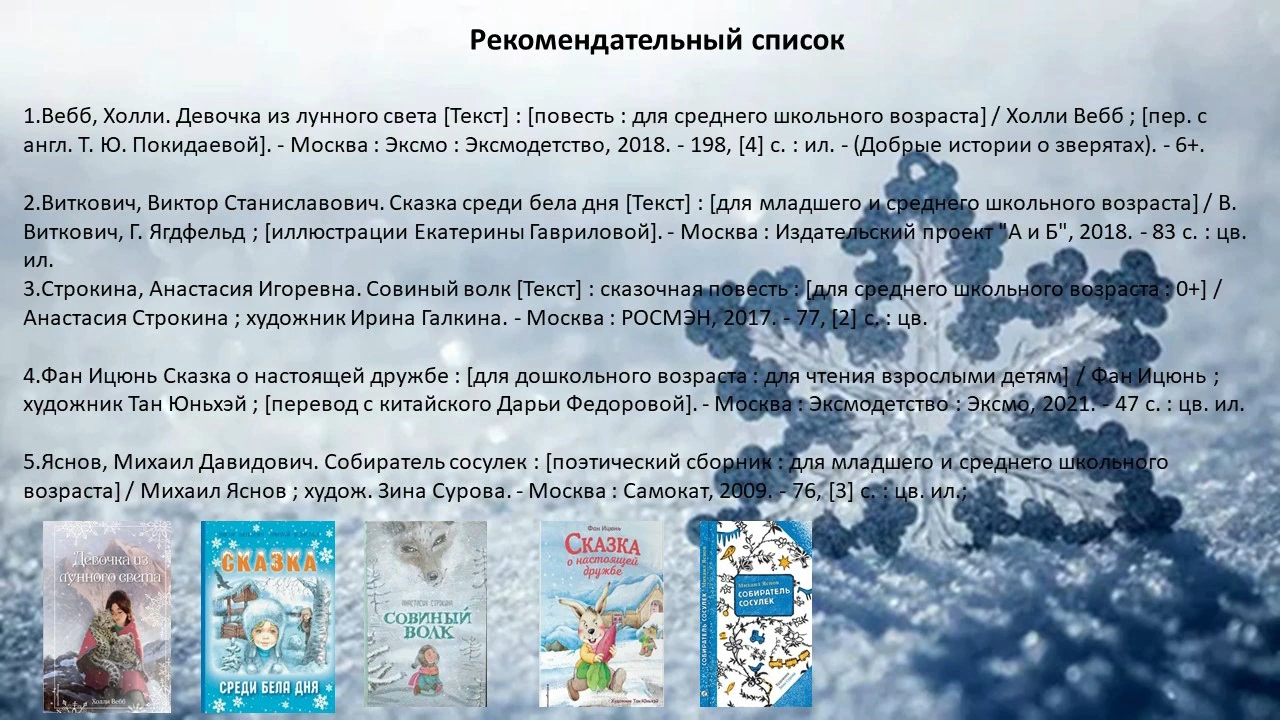 Рекомендательный список
1.Вебб, Холли. Девочка из лунного света [Текст] : [повесть : для среднего школьного возраста] / Холли Вебб ; [пер. с
англ. Т. Ю. Покидаевой]. - Москва : Эксмо : Эксмодетство, 2018. - 198, [4] с. : ил. - (Добрые истории о зверятах). - 6+.
2.Виткович, Виктор Станиславович. Сказка среди бела дня [Текст] : [для младшего и среднего школьного возраста] / В.
Виткович, Г. Ягдфельд ; [иллюстрации Екатерины Гавриловой]. - Москва : Издательский проект "А и Б", 2018. - 83 с. : цв.
ил.
3.Строкина, Анастасия Игоревна. Совиный волк [Текст] : сказочная повесть : [для среднего школьного возраста : 0+] /
Анастасия Строкина ; художник Ирина Галкина. - Москва : РОСМЭН, 2017. - 77, [2] с. : цв.
4.Фан Ицюнь Сказка о настоящей дружбе : [для дошкольного возраста : для чтения взрослыми детям] / Фан Ицюнь ;
художник Тан Юньхэй ; [перевод с китайского Дарьи Федоровой]. - Москва : Эксмодетство : Эксмо, 2021. - 47 с. : цв. ил.
5.Яснов, Михаил Давидович. Собиратель сосулек : [поэтический сборник : для младшего и среднего школьного
возраста] / Михаил Яснов ; худож. Зина Сурова. - Москва : Самокат, 2009. - 76, [3] с. : цв. ил.;
Девочка из
лунного света
Холли Вебб
СКАЗКА
СРЕДИ БЕЛА ДНЯ
АНАСТАСИЯ СТРОКИНА
СОВИНЫЙ
ВОЛК
Фан Ицюнь
СКАЗКА
о настоящей
дружбе
Художник Тан Юньхэй
СОБИРАТЕЛЬ СОСУЛЕК Михаил Яснов
Михаил Яснов
СОБИРАТЕЛЬ
СОСУЛЕК